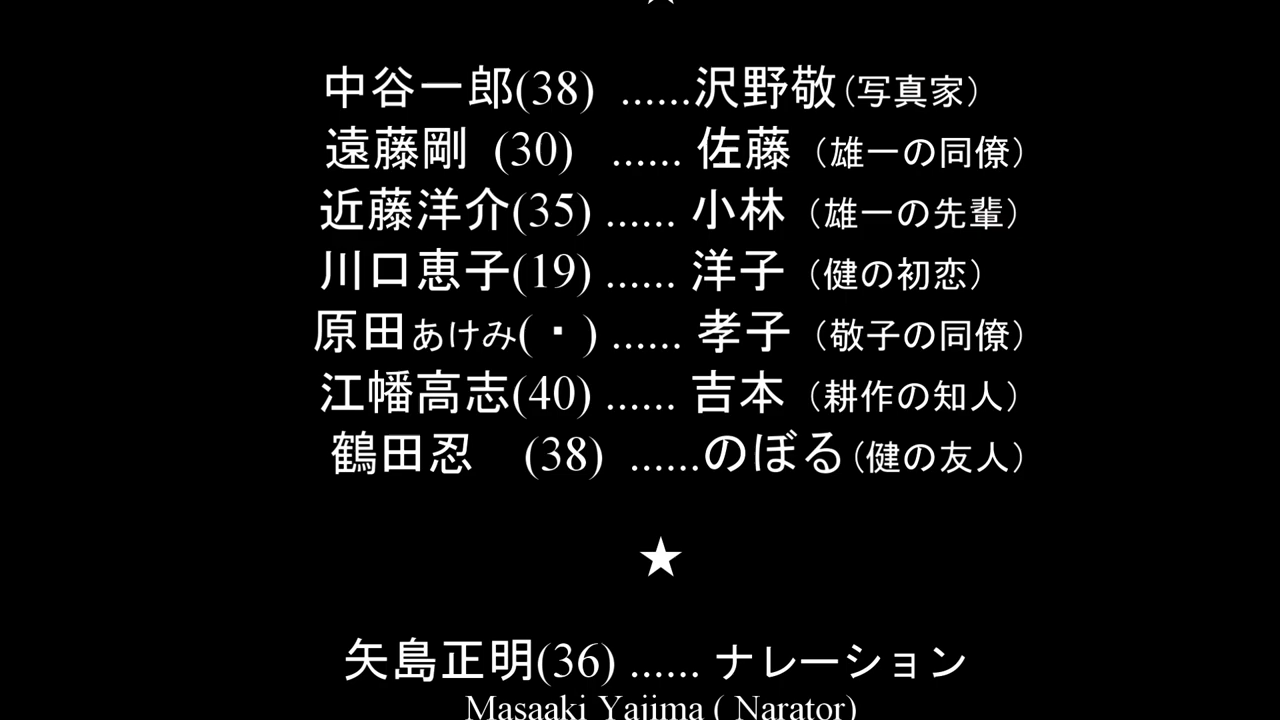 ★
中谷一郎(38) ......沢野敬(写真家)
遠藤剛 (30) ...... 佐藤 (雄一の同僚)
近藤洋介(35) ...... 小林 (雄一の先輩)
川口恵子(19) ...... 洋子 (健の初恋)
原田あけみ( ・ ) ...... 孝子 (敬子の同僚)
江幡高志(40) ...... 吉本 (耕作の知人)
鶴田忍 (38) ......のぼる(健の友人)
★
矢島正明(36) ...... ナレーション
Masaaki Yajima ( Narator)